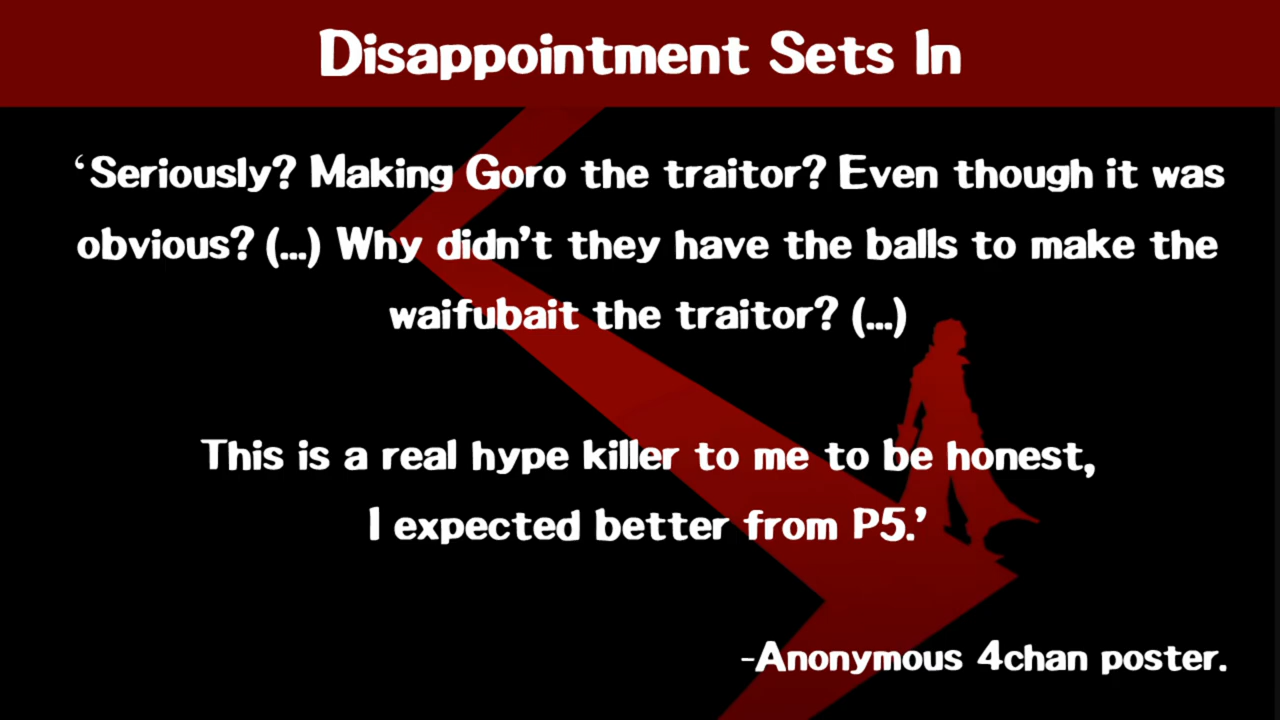 Disappointment Sets In
‘Seriously? Making Goro the traitor? Even though it was
obvious? (...) Why didn’t they have the balls to make the
waifubait the traitor? (...)
This is a real hype killer to me to be honest,
I expected better from P5.’
-Anonymous 4chan poster.